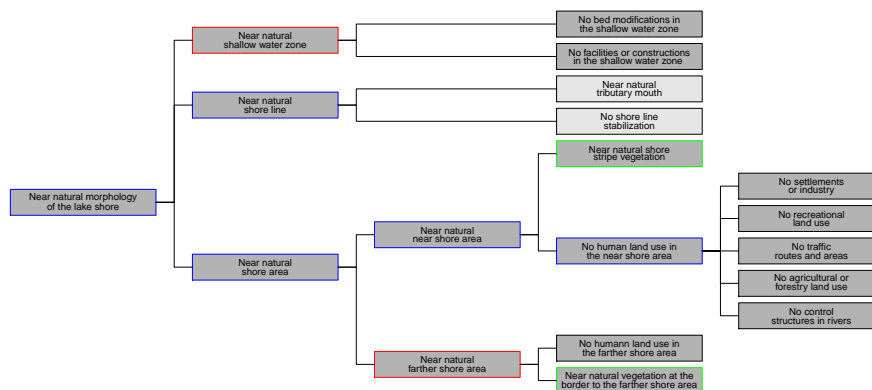 No bed modifications in
the shallow water zone
Near natural
shallow water zone
No facilities or constructions
in the shallow water zone
Near natural
tributary mouth
Near natural
shore line
No shore line
stabilization
Near natural shore
stripe vegetation
No settlements
or industry
Near natural morphology
of the lake shore
No recreational
land use
Near natural
near shore area
No human land use in
the near shore area
No traffic
routes and areas
Near natural
shore area
No agricultural or
forestry land use
No control
structures in rivers
No humann land use in
the farther shore area
Near natural
farther shore area
Near natural vegetation at the
border to the farther shore area